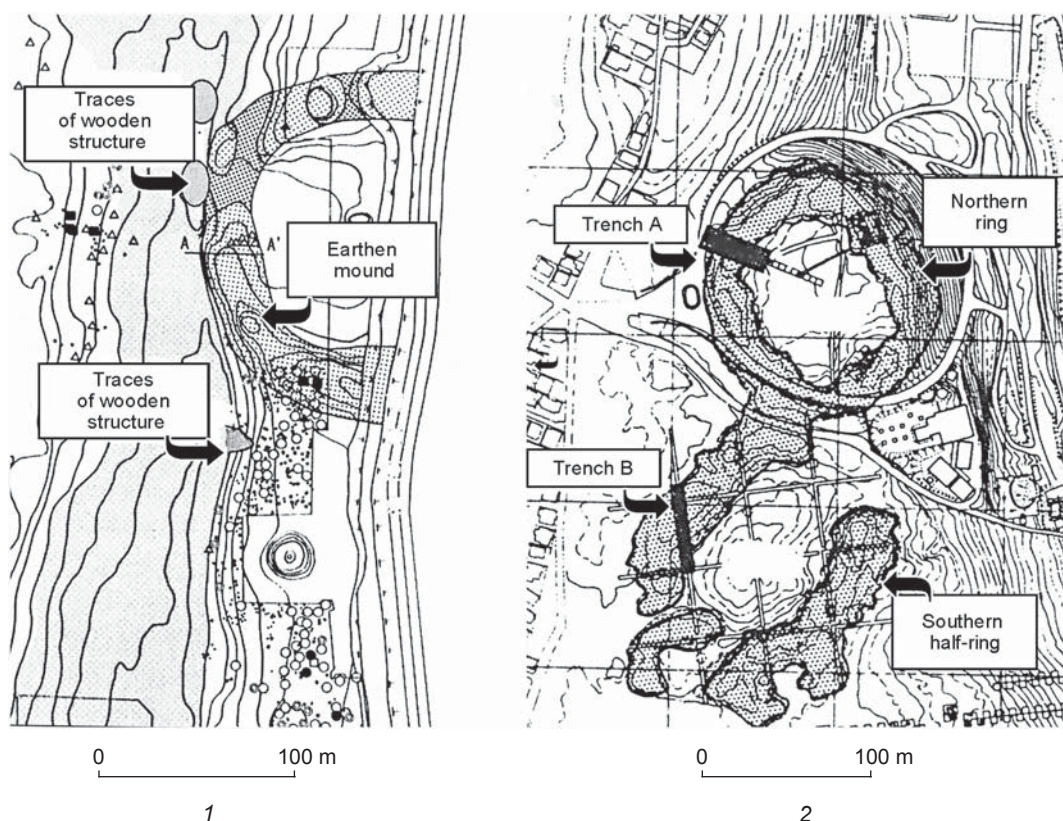 Traces
of wooden
structure
A
A'
Earthen
mound
Traces
of wooden
structure
0
100 m
1
Trench A
Northern
ring
Trench B
Southern
half-ring
0
100 m
2